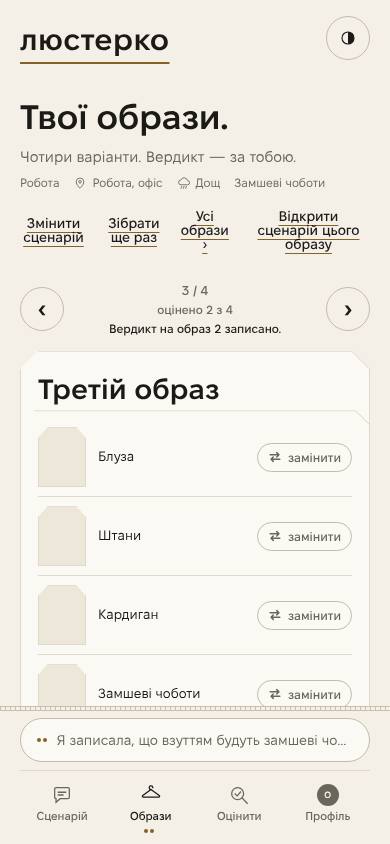 люстерко
Твої образи.
Чотири варіанти. Вердикт — за тобою.
Робота Робота, офіс Дощ Замшеві чоботи
Змінити сценарій
Зібрати ще раз
Усі образи ›
Відкрити сценарій цього образу
‹
3 / 4
оцінено 2 з 4
Вердикт на образ 2 записано.
›
Третій образ
Блуза замінити
Штани замінити
Кардиган замінити
Замшеві чоботи замінити
Я записала, що взуттям будуть замшеві чо...
Сценарій Образи Оцінити Профіль